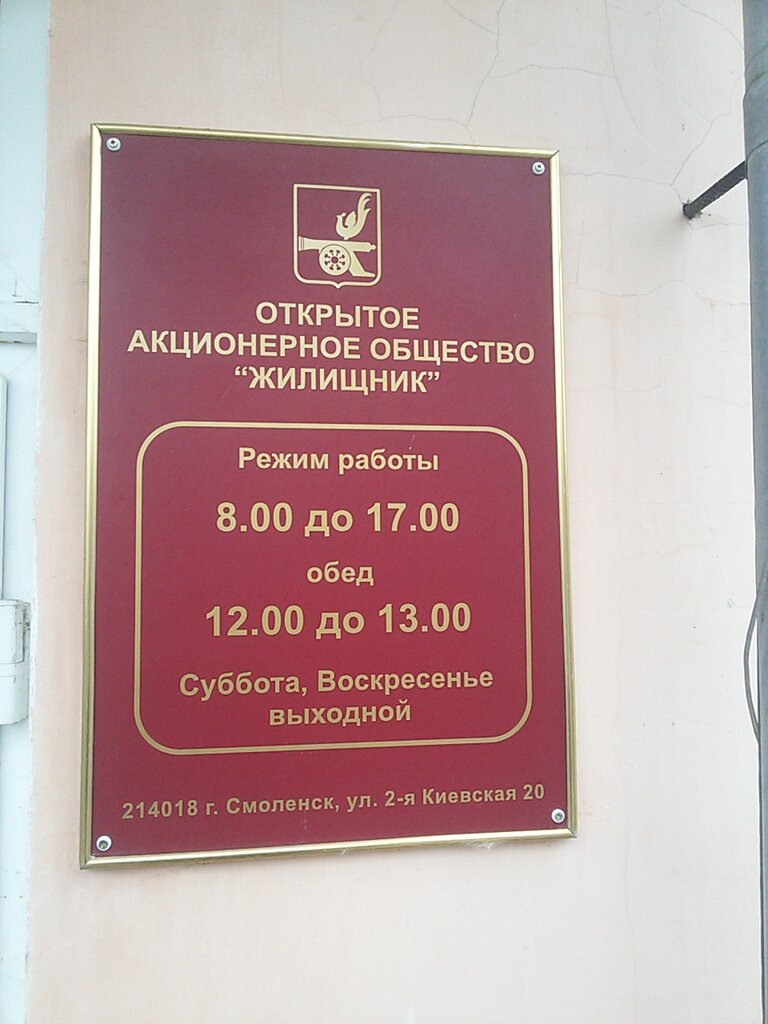 ОТКРЫТОЕ
АКЦИОНЕРНОЕ ОБЩЕСТВО
“ЖИЛИЩНИК”
Режим работы
8.00 до 17.00
обед
12.00 до 13.00
Суббота, Воскресенье
выходной
214018 г. Смоленск, ул. 2-я Киевская 20